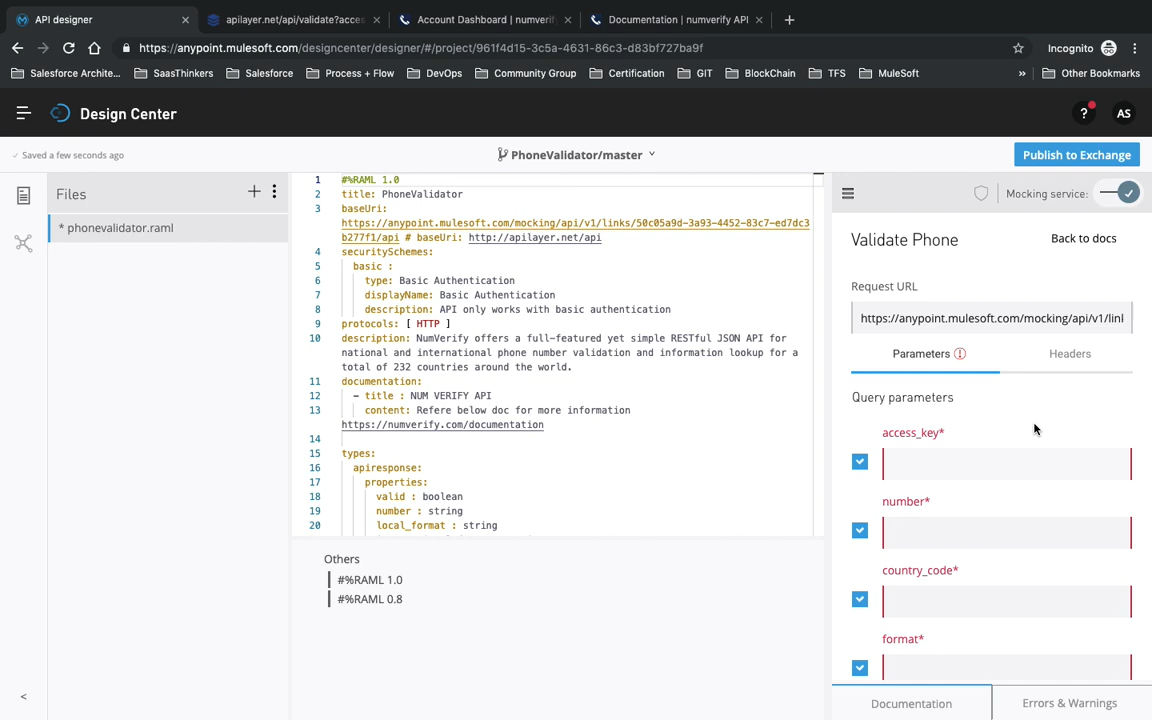 API designer
apilayer.net/api/validate?acces
Account Dashboard | numverif
Documentation | numverify API
https://anypoint.mulesoft.com/designcenter/designer/#/project/961f4d15-3c5a-4631-86c3-d83bf727ba9f
Incognito
Salesforce Archite...
SaasThinkers
Salesforce
Process + Flow
DevOps
Community Group
Certification
GIT
BlockChain
TFS
MuleSoft
»
Other Bookmarks
Design Center
?
AS
Saved a few seconds ago
PhoneValidator/master
Publish to Exchange
Files
* phonevalidator.raml
1 #%RAML 1.0
2 title: PhoneValidator
3 baseUri:
https://anypoint.mulesoft.com/mocking/api/v1/links/50c05a9d-3a93-4452-83c7-ed7dc3
b277f1/api # baseUri: http://apilayer.net/api
4 securitySchemes:
5 basic :
6 type: Basic Authentication
7 displayName: Basic Authentication
8 description: API only works with basic authentication
9 protocols: [ HTTP ]
10 description: NumVerify offers a full-featured yet simple RESTful JSON API for
national and international phone number validation and information lookup for a
total of 232 countries around the world.
11 documentation:
12 - title : NUM VERIFY API
13 content: Refere below doc for more information
https://numverify.com/documentation
14
15 types:
16 apiresponse:
17 properties:
18 valid : boolean
19 number : string
20 local_format : string
Others
#%RAML 1.0
#%RAML 0.8
Mocking service:
Validate Phone
Back to docs
Request URL
https://anypoint.mulesoft.com/mocking/api/v1/link
Parameters
Headers
Query parameters
access_key*
number*
country_code*
format*
Documentation
Errors & Warnings
<